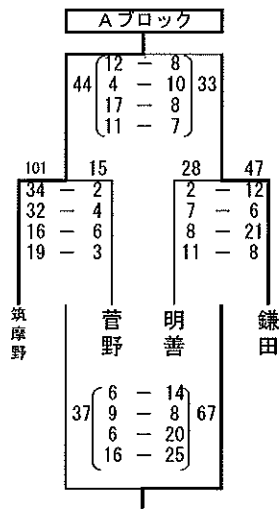 Aブロック
44 12 － 8 33
4 － 10
17 － 8
11 － 7
101 15 28 47
34 － 2 2 － 12
32 － 4 7 － 6
16 － 6 8 － 21
19 － 3 11 － 8
筑摩野 菅野 明善 鎌田
6 － 14
37 9 － 8 67
6 － 20
16 － 25